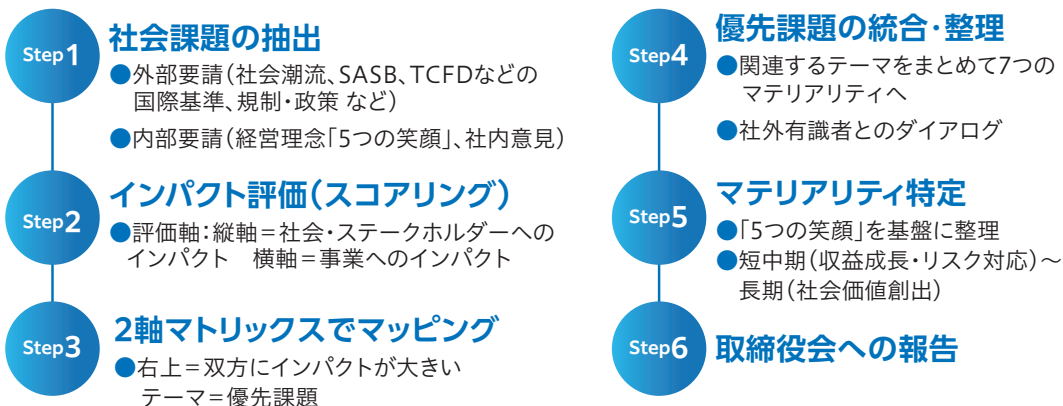 Step1
社会課題の抽出
●外部要請(社会潮流、SASB、TCFDなどの
国際基準、規制・政策 など)
●内部要請(経営理念「5つの笑顔」、社内意見)
Step2
インパクト評価(スコアリング)
●評価軸:縦軸=社会・ステークホルダーへの
インパクト　横軸=事業へのインパクト
Step3
2軸マトリックスでマッピング
●右上=双方にインパクトが大きい
テーマ=優先課題
Step4
優先課題の統合・整理
●関連するテーマをまとめて7つの
マテリアリティへ
●社外有識者とのダイアログ
Step5
マテリアリティ特定
●「5つの笑顔」を基盤に整理
●短中期(収益成長・リスク対応)～
長期(社会価値創出)
Step6
取締役会への報告